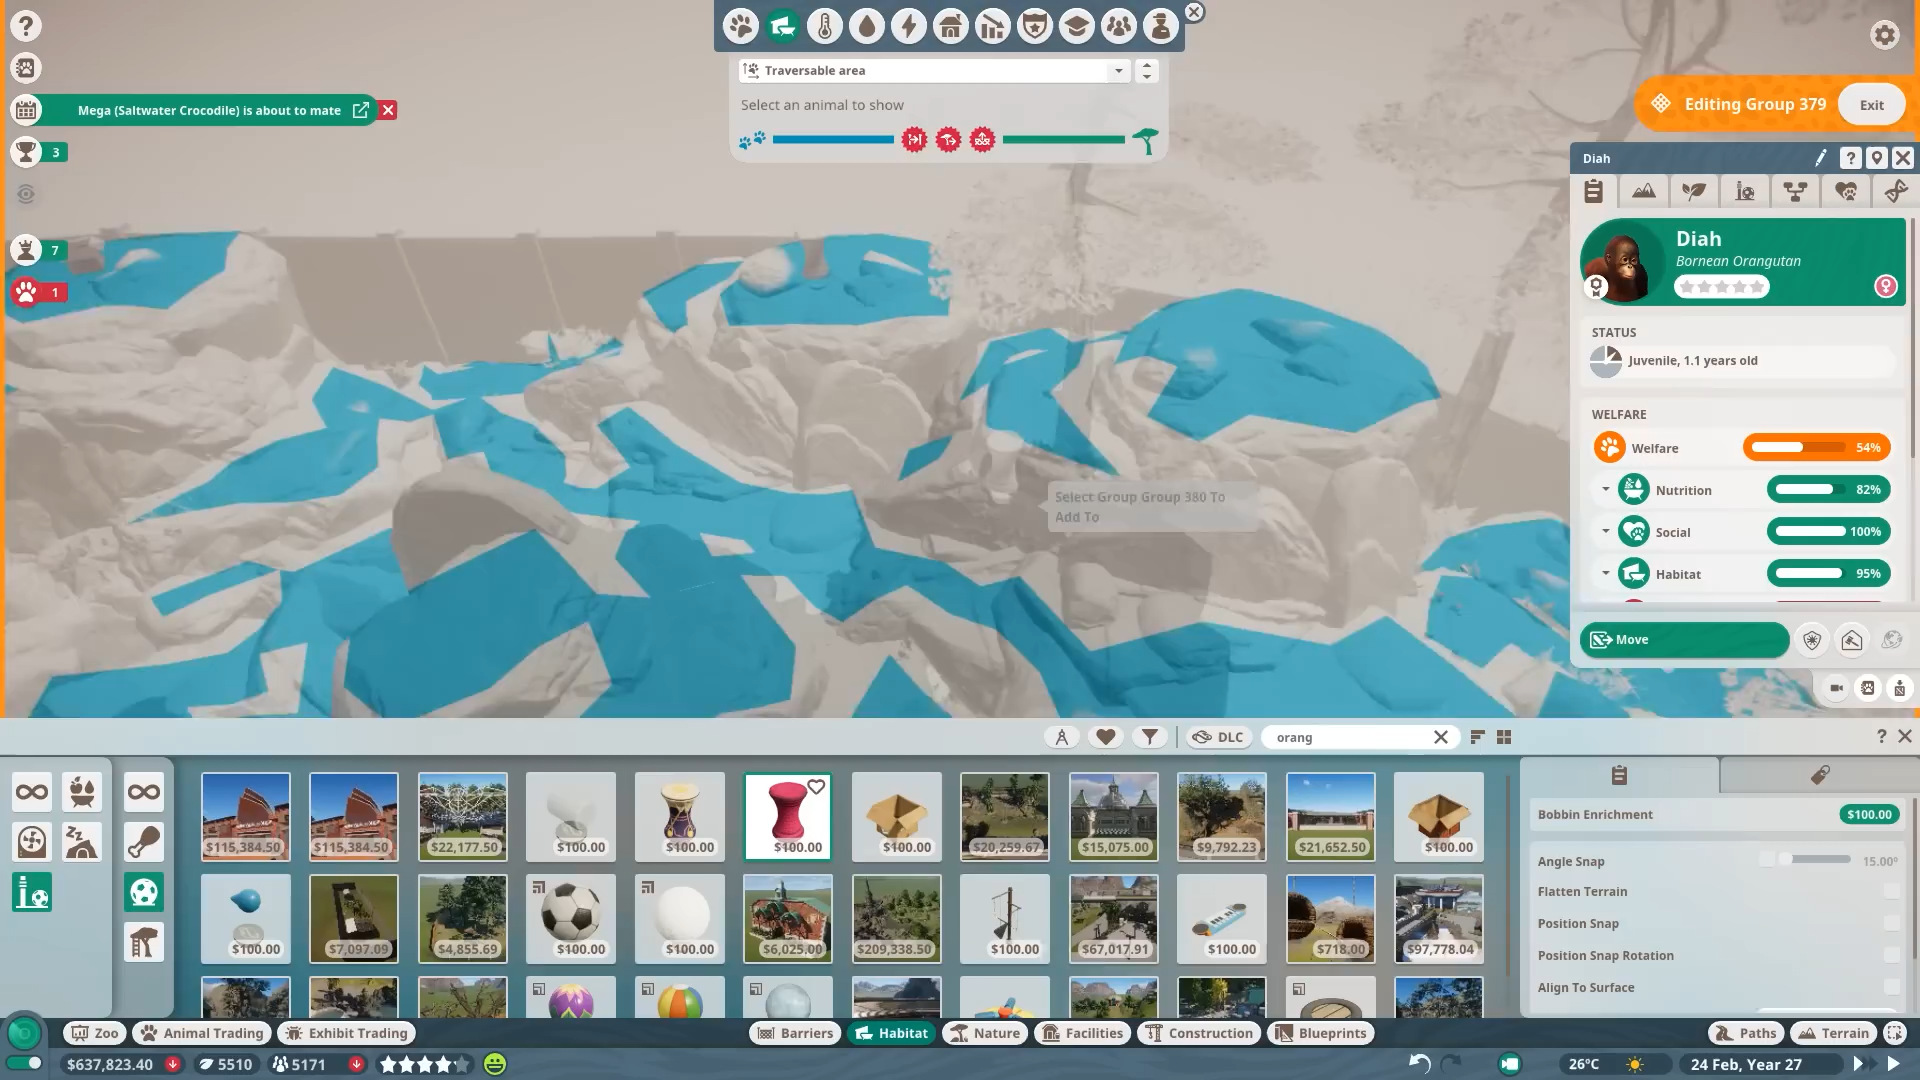 Traversable area
Select an animal to show
Mega (Saltwater Crocodile) is about to mate
3
7
1
Editing Group 379
Exit
Select Group Group 380 To
Add To
Diah
Diah
Bornean Orangutan
STATUS
Juvenile, 1.1 years old
WELFARE
Welfare
54%
Nutrition
82%
Social
100%
Habitat
95%
Move
DLC
orang
$115,384.50
$115,384.50
$22,177.50
$100.00
$100.00
$100.00
$100.00
$20,259.67
$15,075.00
$9,792.23
$21,652.50
$100.00
$100.00
$7,097.09
$4,855.69
$100.00
$100.00
$6,025.00
$209,338.50
$100.00
$67,017.91
$100.00
$718.00
$97,778.04
Bobbin Enrichment
$100.00
Angle Snap
15.00°
Flatten Terrain
Position Snap
Position Snap Rotation
Align To Surface
Zoo
Animal Trading
Exhibit Trading
Barriers
Habitat
Nature
Facilities
Construction
Blueprints
Paths
Terrain
$637,823.40
5510
5171
26°C
24 Feb, Year 27